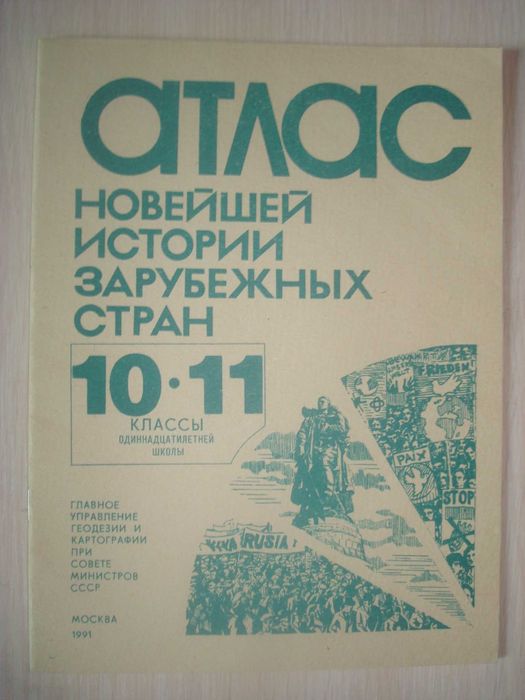 АТЛАС
НОВЕЙШЕЙ
ИСТОРИИ
ЗАРУБЕЖНЫХ
СТРАН
10·11
КЛАССЫ
ОДИННАДЦАТИЛЕТНЕЙ
ШКОЛЫ
FRIEDEN
PAIX
STOP
RUSIA
ГЛАВНОЕ
УПРАВЛЕНИЕ
ГЕОДЕЗИИ И
КАРТОГРАФИИ
ПРИ
СОВЕТЕ
МИНИСТРОВ
СССР
МОСКВА
1991